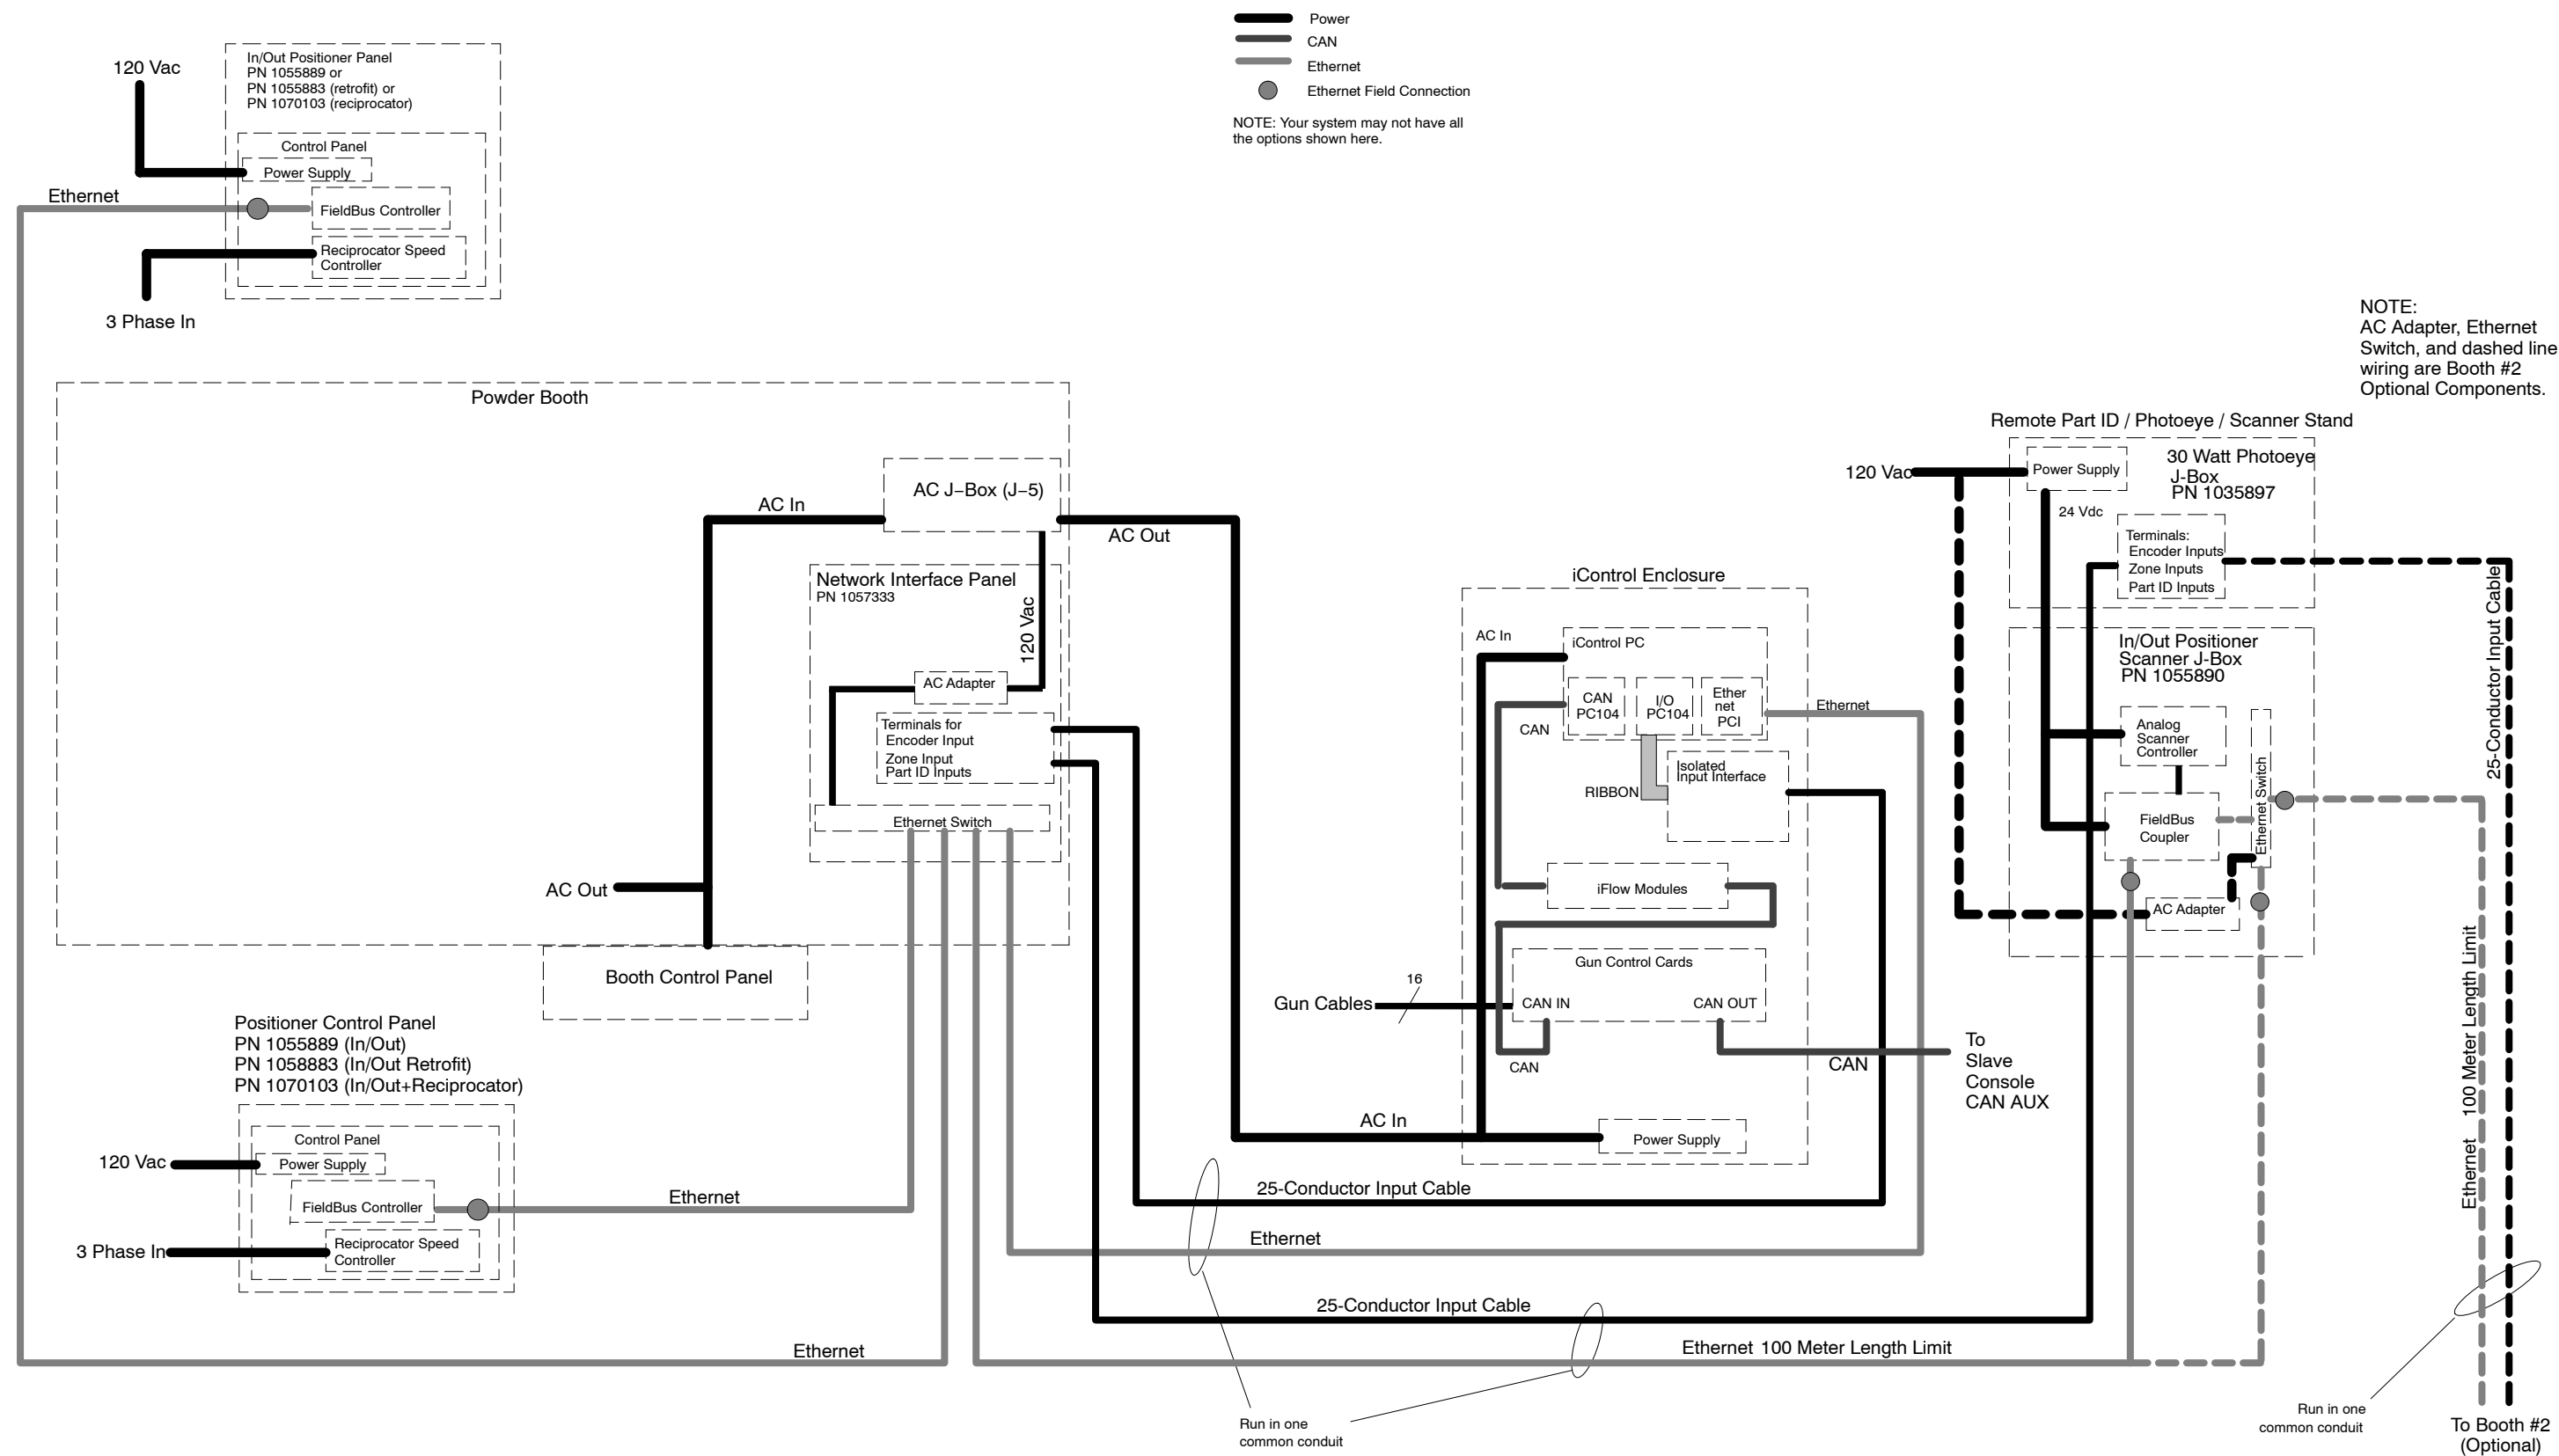 Power
CAN
Ethernet
Ethernet Field Connection
NOTE: Your system may not have all
the options shown here.
120 Vac
In/Out Positioner Panel
PN 1055889 or
PN 1055883 (retrofit) or
PN 1070103 (reciprocator)
Control Panel
Power Supply
Ethernet
FieldBus Controller
Reciprocator Speed
Controller
3 Phase In
NOTE:
AC Adapter, Ethernet
Switch, and dashed line
wiring are Booth #2
Optional Components.
Powder Booth
AC J–Box (J–5)
AC In
AC Out
Network Interface Panel
PN 1057333
120 Vac
AC Adapter
Terminals for
Encoder Input
Zone Input
Part ID Inputs
Ethernet Switch
AC Out
Booth Control Panel
Positioner Control Panel
PN 1055889 (In/Out)
PN 1058883 (In/Out Retrofit)
PN 1070103 (In/Out+Reciprocator)
Control Panel
120 Vac
Power Supply
FieldBus Controller
3 Phase In
Reciprocator Speed
Controller
Ethernet
Ethernet
iControl Enclosure
AC In
iControl PC
CAN
PC104
I/O
PC104
Ether
net
PCI
Ethernet
CAN
Isolated
Input Interface
RIBBON
iFlow Modules
Gun Control Cards
Gun Cables
16
CAN IN
CAN OUT
CAN
CAN
To
Slave
Console
CAN AUX
AC In
Power Supply
25-Conductor Input Cable
Ethernet
25-Conductor Input Cable
Ethernet 100 Meter Length Limit
Run in one
common conduit
Remote Part ID / Photoeye / Scanner Stand
120 Vac
Power Supply
30 Watt Photoeye
J-Box
PN 1035897
24 Vdc
Terminals:
Encoder Inputs
Zone Inputs
Part ID Inputs
In/Out Positioner
Scanner J-Box
PN 1055890
Analog
Scanner
Controller
FieldBus
Coupler
Ethernet Switch
AC Adapter
25-Conductor Input Cable
Ethernet 100 Meter Length Limit
Run in one
common conduit
To Booth #2
(Optional)